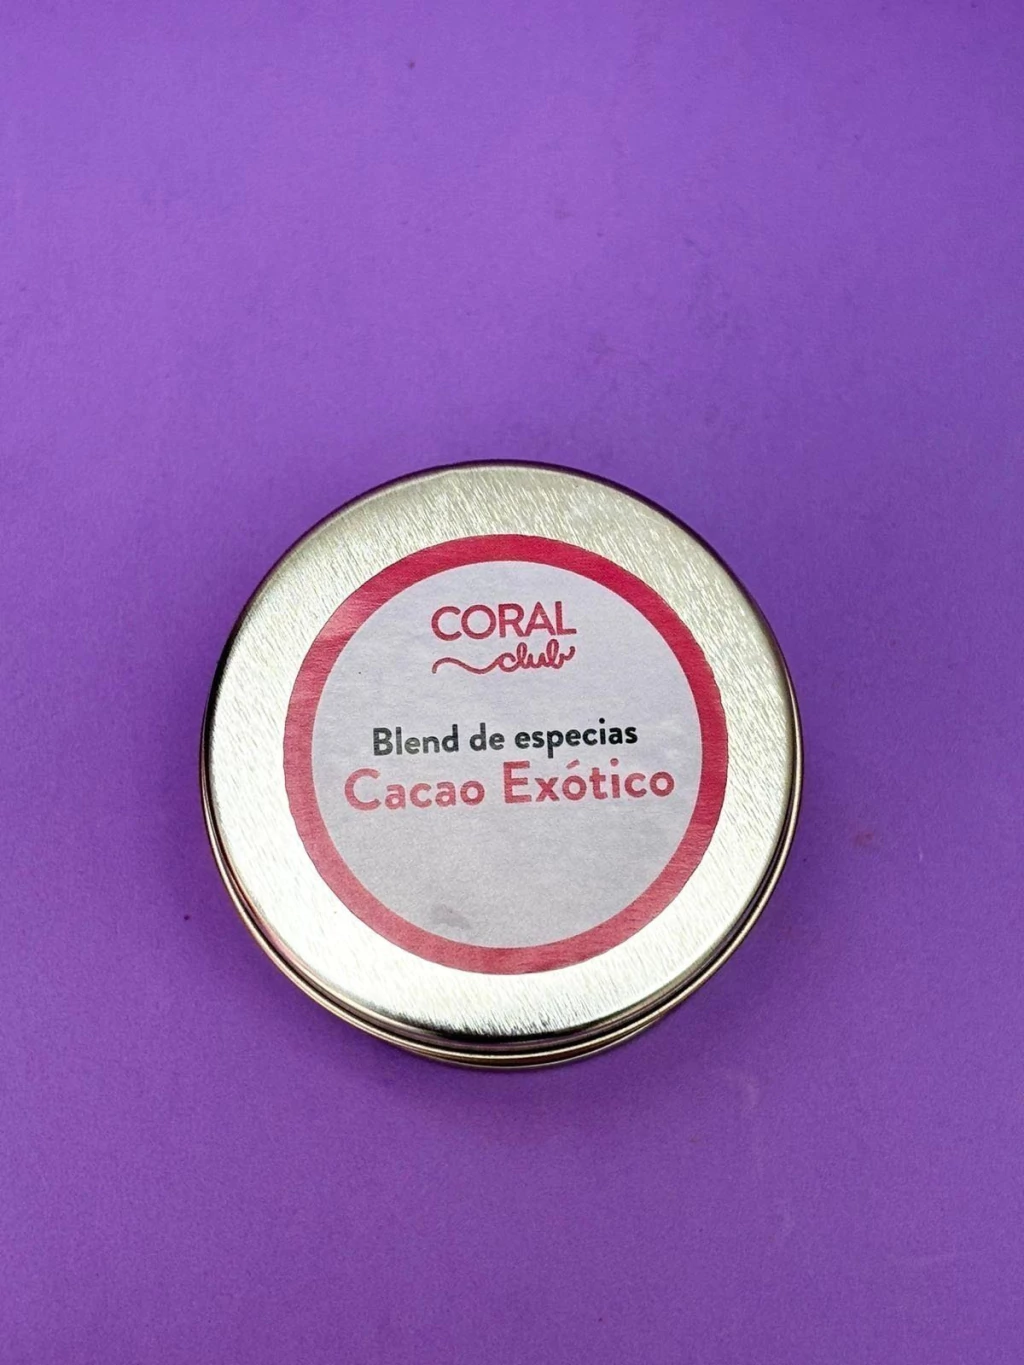 CORAL
club
Blend de especias
Cacao Exótico